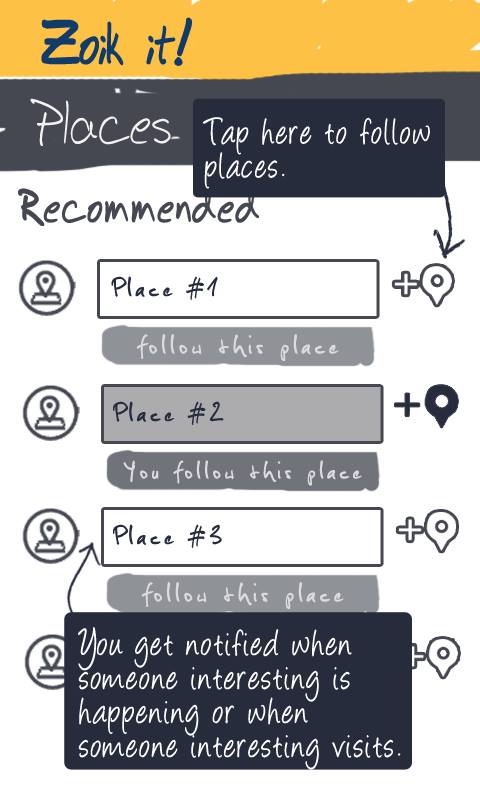 Zoik it!
Places
Tap here to follow
places.
Recommended
Place #1
follow this place
Place #2
You follow this place
Place #3
follow this place
You get notified when
someone interesting is
happening or when
someone interesting visits.